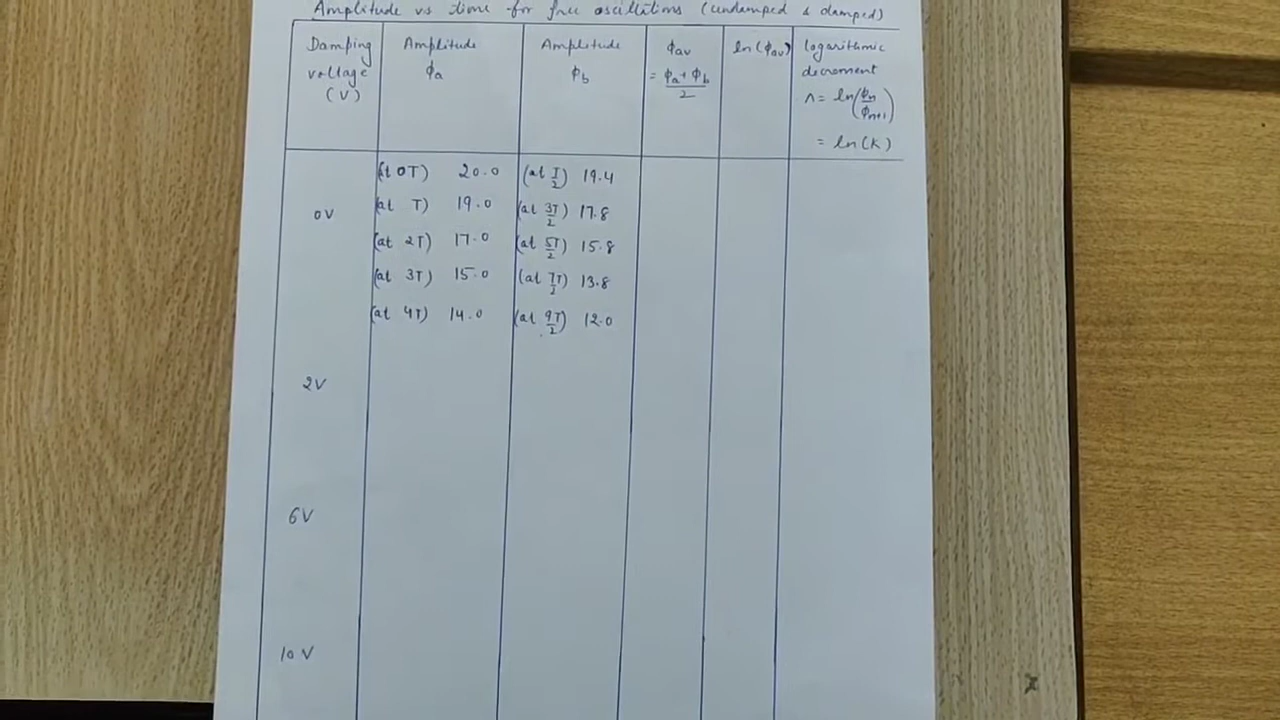 Amplitude vs time for free oscillations (undamped & damped)
Damping voltage (V) Amplitude ϕa Amplitude ϕb ϕav = ϕa + ϕb / 2 ln(ϕav) logarithmic decrement Λ = ln(ϕn / ϕn+1) = ln(K)
(at 0T) 20.0 (at T/2) 19.4
0V (at T) 19.0 (at 3T/2) 17.8
(at 2T) 17.0 (at 5T/2) 15.8
(at 3T) 15.0 (at 7T/2) 13.8
(at 4T) 14.0 (at 9T/2) 12.0
2V
6V
10V